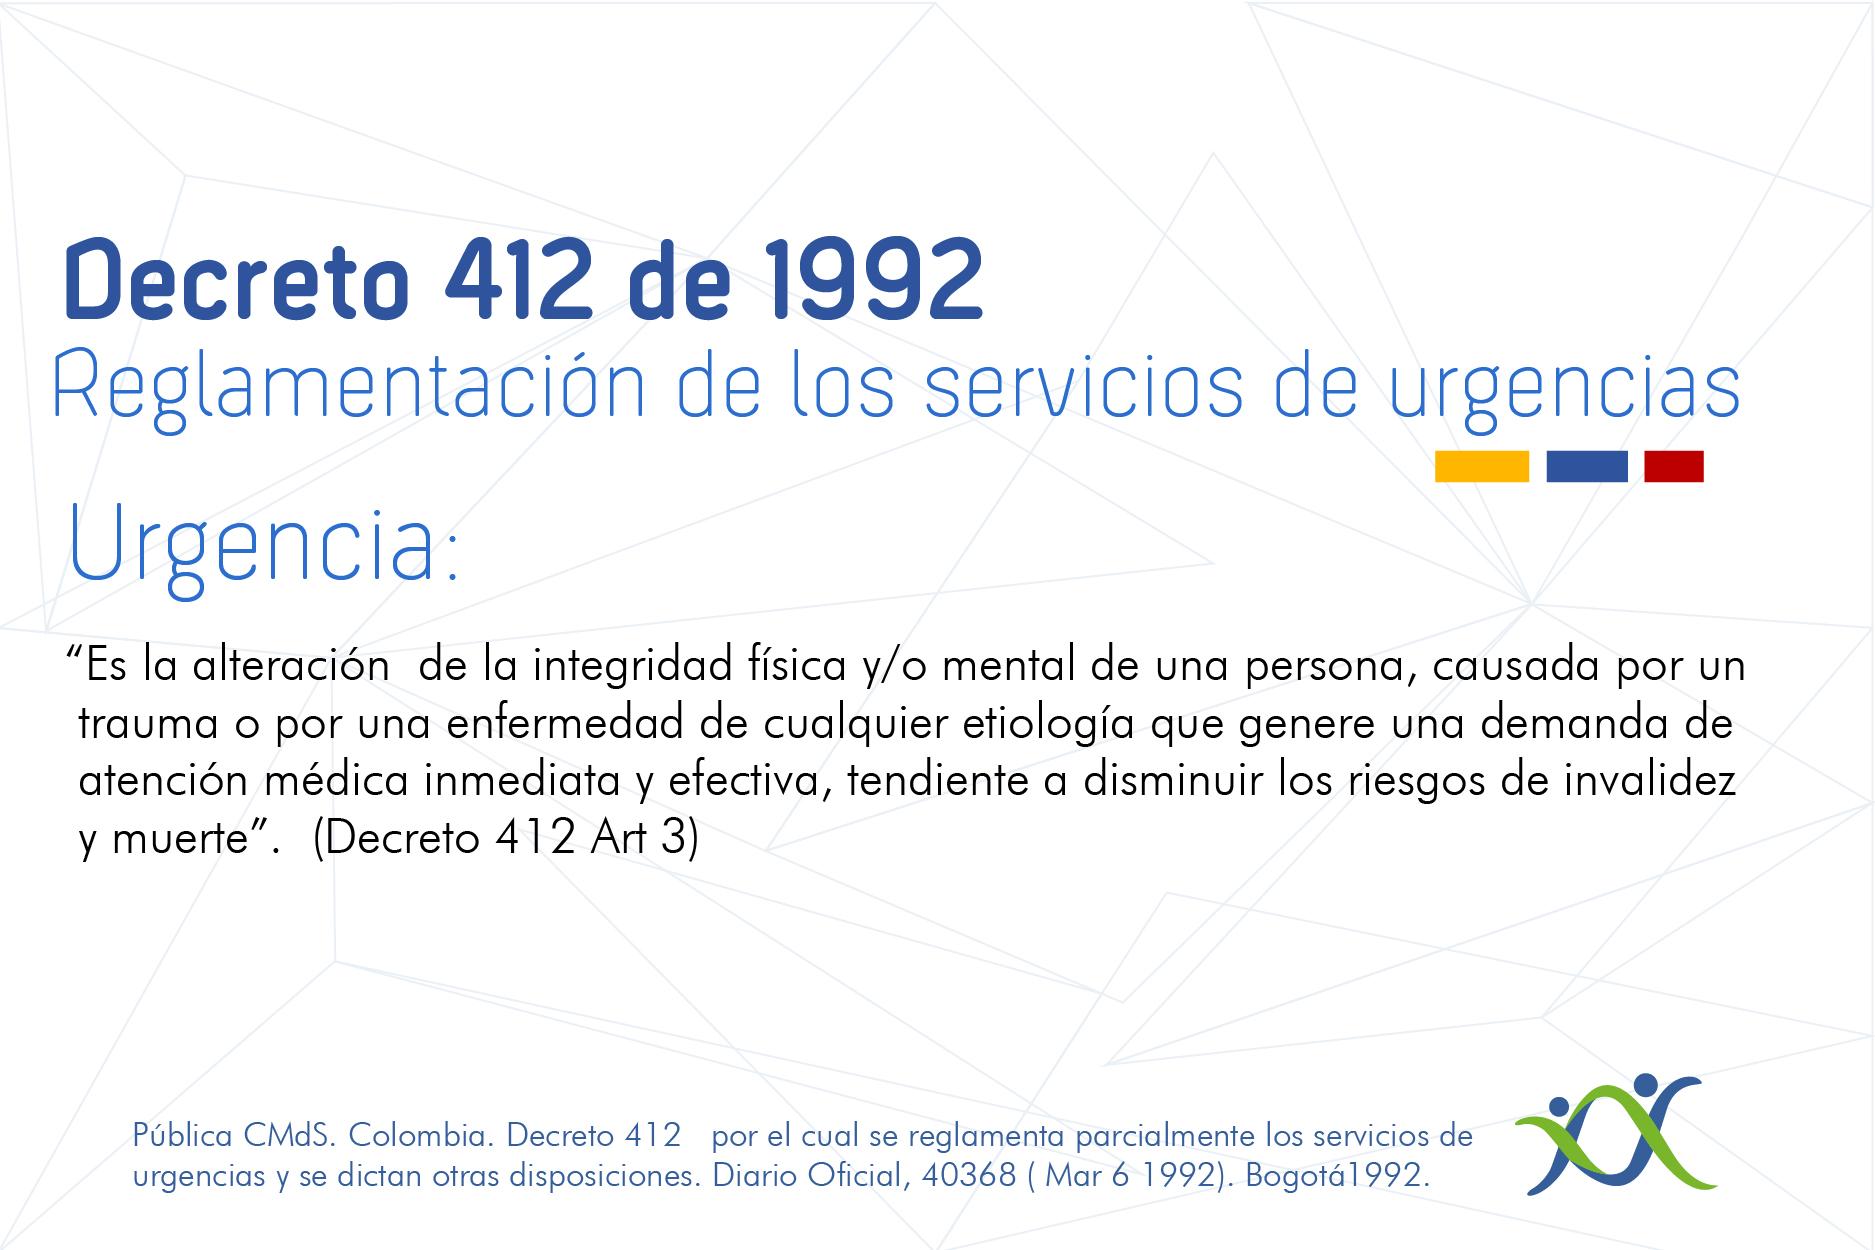 Decreto 412 de 1992
Reglamentación de los servicios de urgencias
Urgencia:
“Es la alteración  de la integridad física y/o mental de una persona, causada por un
trauma o por una enfermedad de cualquier etiología que genere una demanda de
atención médica inmediata y efectiva, tendiente a disminuir los riesgos de invalidez
y muerte”.  (Decreto 412 Art 3)
Pública CMdS. Colombia. Decreto 412   por el cual se reglamenta parcialmente los servicios de
urgencias y se dictan otras disposiciones. Diario Oficial, 40368 ( Mar 6 1992). Bogotá1992.